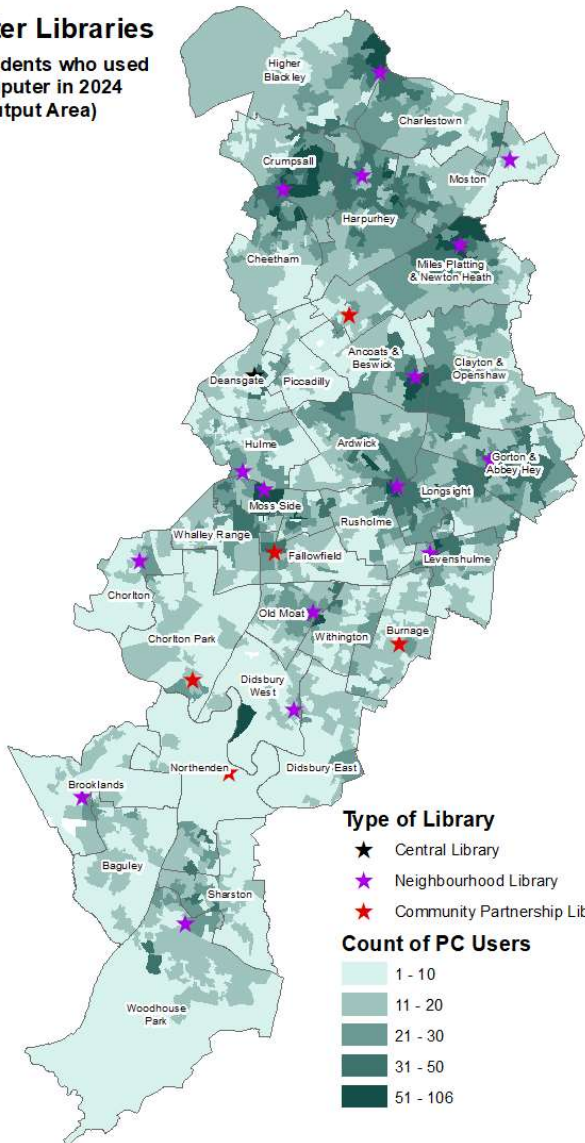 ter Libraries
dents who used
puter in 2024
utput Area)
Higher
Blackley
Charlestown
Crumpsall
Moston
Harpurhey
Cheetham
Miles Platting
& Newton Heath
Ancoats &
Beswick
Clayton &
Openshaw
Deansgate
Piccadilly
Hulme
Ardwick
Gorton &
Abbey Hey
Longsight
Moss Side
Rusholme
Whalley Range
Fallowfield
Levenshulme
Chorlton
Old Moat
Withington
Burnage
Chorlton Park
Didsbury
West
Northenden
Didsbury East
Brooklands
Baguley
Sharston
Woodhouse
Park
Type of Library
Central Library
Neighbourhood Library
Community Partnership Lib
Count of PC Users
1 - 10
11 - 20
21 - 30
31 - 50
51 - 106